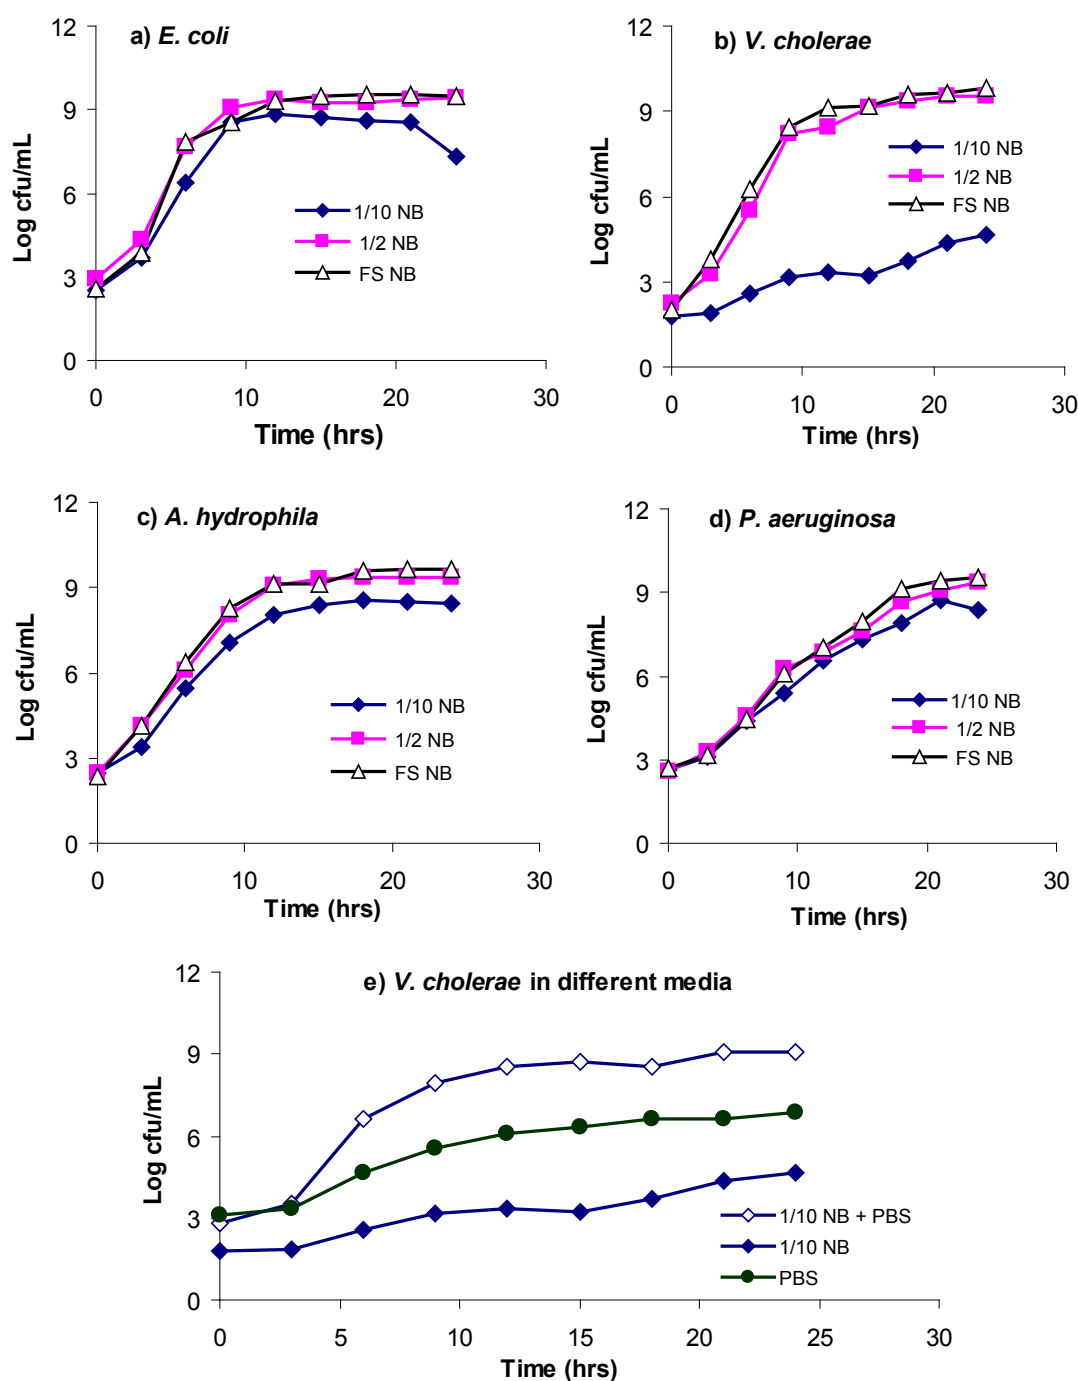 a) E. coli
12
9
6
3
0
Log cfu/mL
1/10 NB
1/2 NB
FS NB
0 10 20 30
Time (hrs)
b) V. cholerae
12
9
6
3
0
Log cfu/mL
1/10 NB
1/2 NB
FS NB
0 10 20 30
Time (hrs)
c) A. hydrophila
12
9
6
3
0
Log cfu/mL
1/10 NB
1/2 NB
FS NB
0 10 20 30
Time (hrs)
d) P. aeruginosa
12
9
6
3
0
Log cfu/mL
1/10 NB
1/2 NB
FS NB
0 10 20 30
Time (hrs)
e) V. cholerae in different media
12
9
6
3
0
Log cfu/mL
1/10 NB + PBS
1/10 NB
PBS
0 5 10 15 20 25 30
Time (hrs)